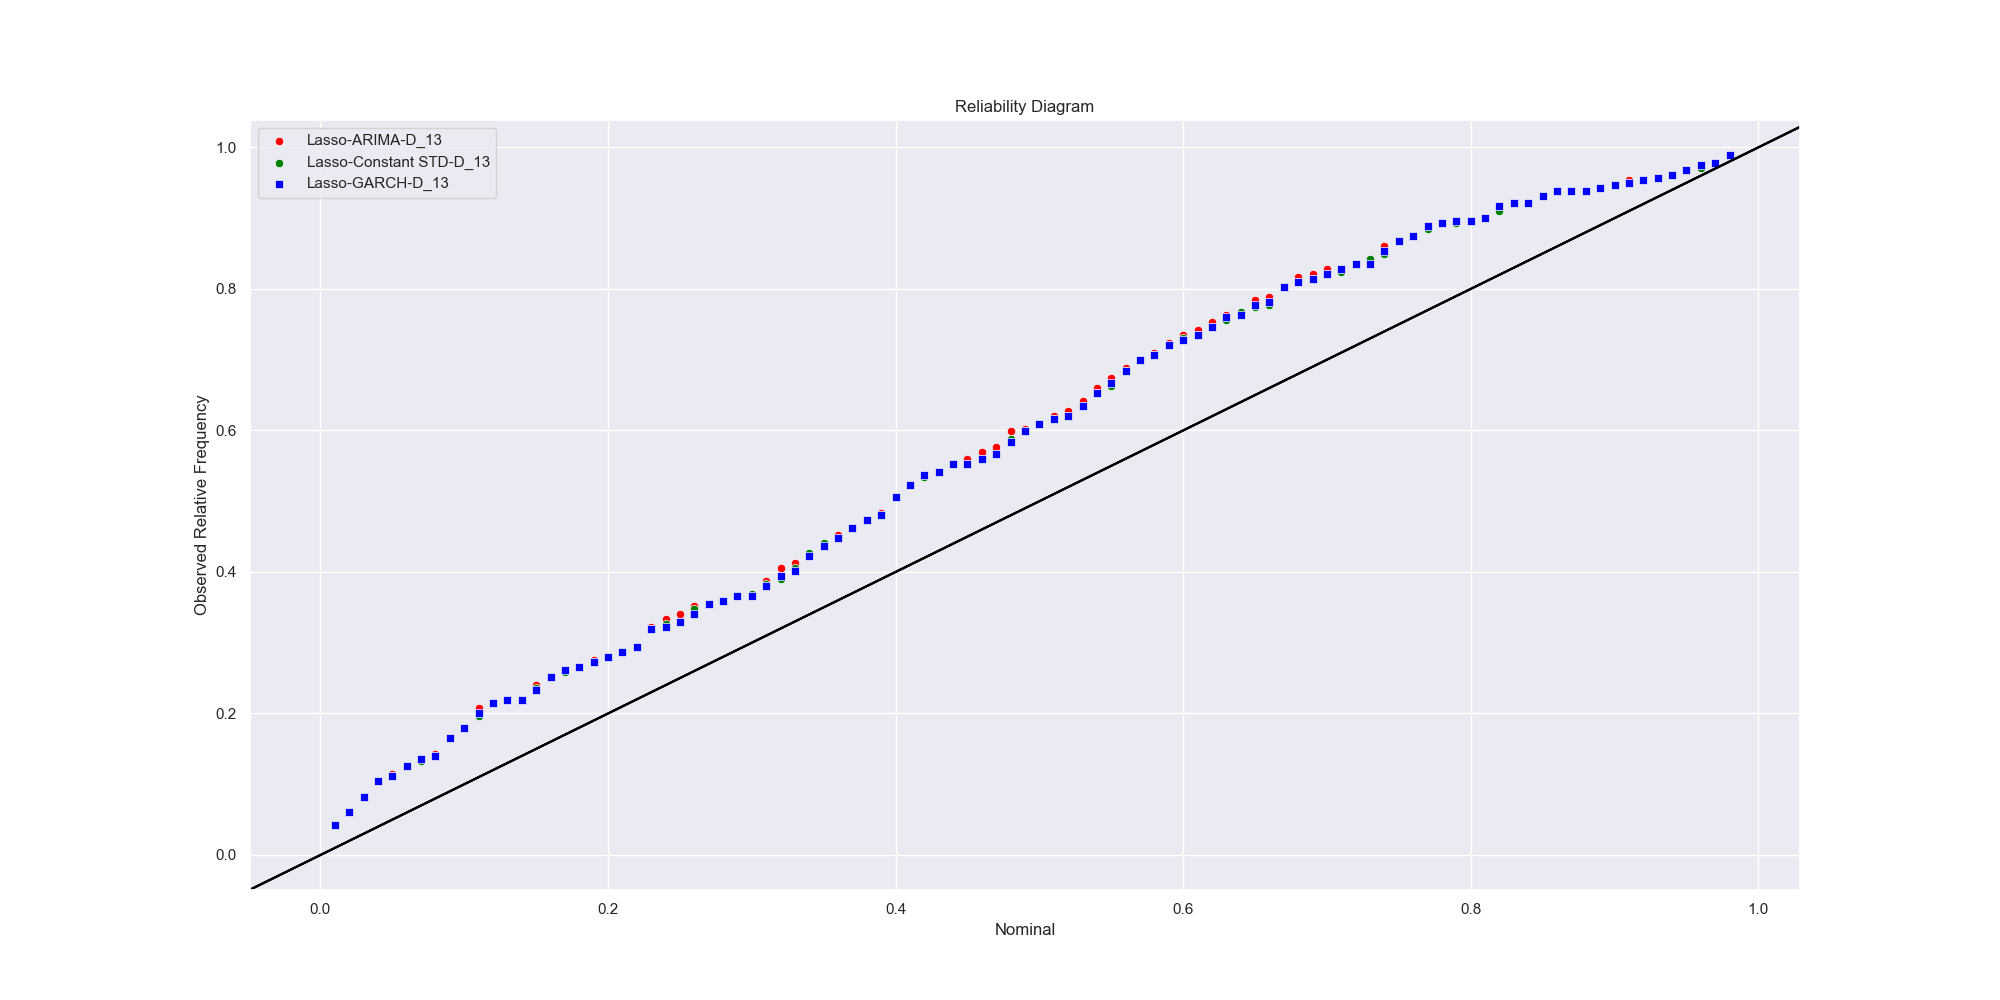 Reliability Diagram
Lasso-ARIMA-D_13
Lasso-Constant STD-D_13
Lasso-GARCH-D_13
Observed Relative Frequency
1.0
0.8
0.6
0.4
0.2
0.0
0.0 0.2 0.4 0.6 0.8 1.0
Nominal